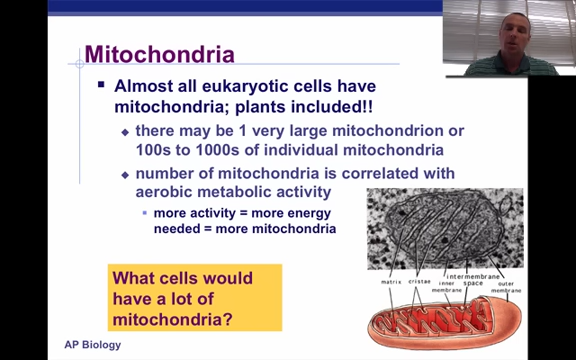 Mitochondria
Almost all eukaryotic cells have
mitochondria; plants included!!
there may be 1 very large mitochondrion or
100s to 1000s of individual mitochondria
number of mitochondria is correlated with
aerobic metabolic activity
more activity = more energy
needed = more mitochondria
What cells would
have a lot of
mitochondria?
matrix
cristae
inner
membrane
intermembrane
space
outer
membrane
AP Biology